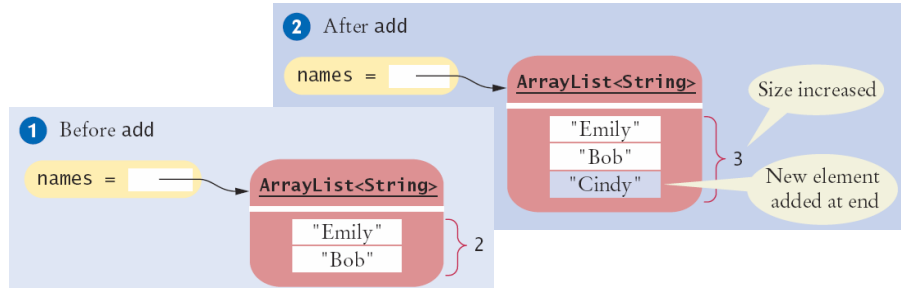 1 Before add
names =
ArrayList<String>
"Emily"
"Bob"
2
2 After add
names =
ArrayList<String>
"Emily"
"Bob"
"Cindy"
3
Size increased
New element
added at end